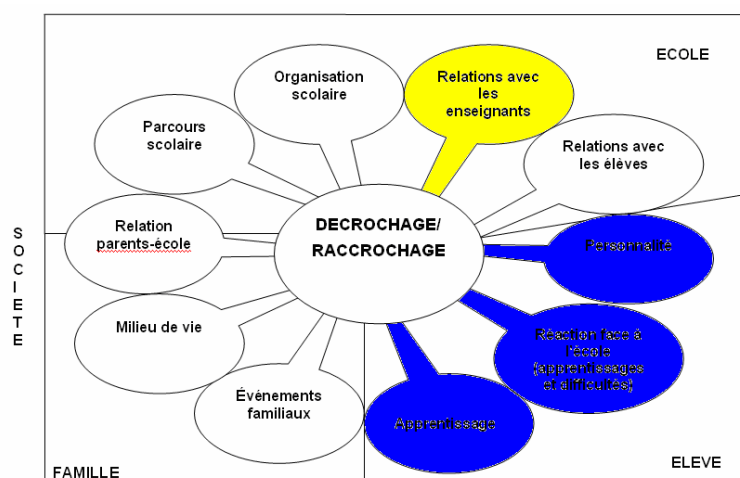 ECOLE
Organisation
scolaire
Relations avec
les
enseignants
Parcours
scolaire
Relations avec
les élèves
DECROCHAGE/
RACCROCHAGE
Relation
parents-école
Personnalité
S
O
C
I
E
T
E
Milieu de vie
Réaction face à
l'école
(apprentissages
et difficultés)
Événements
familiaux
Apprentissage
FAMILLE
ELEVE